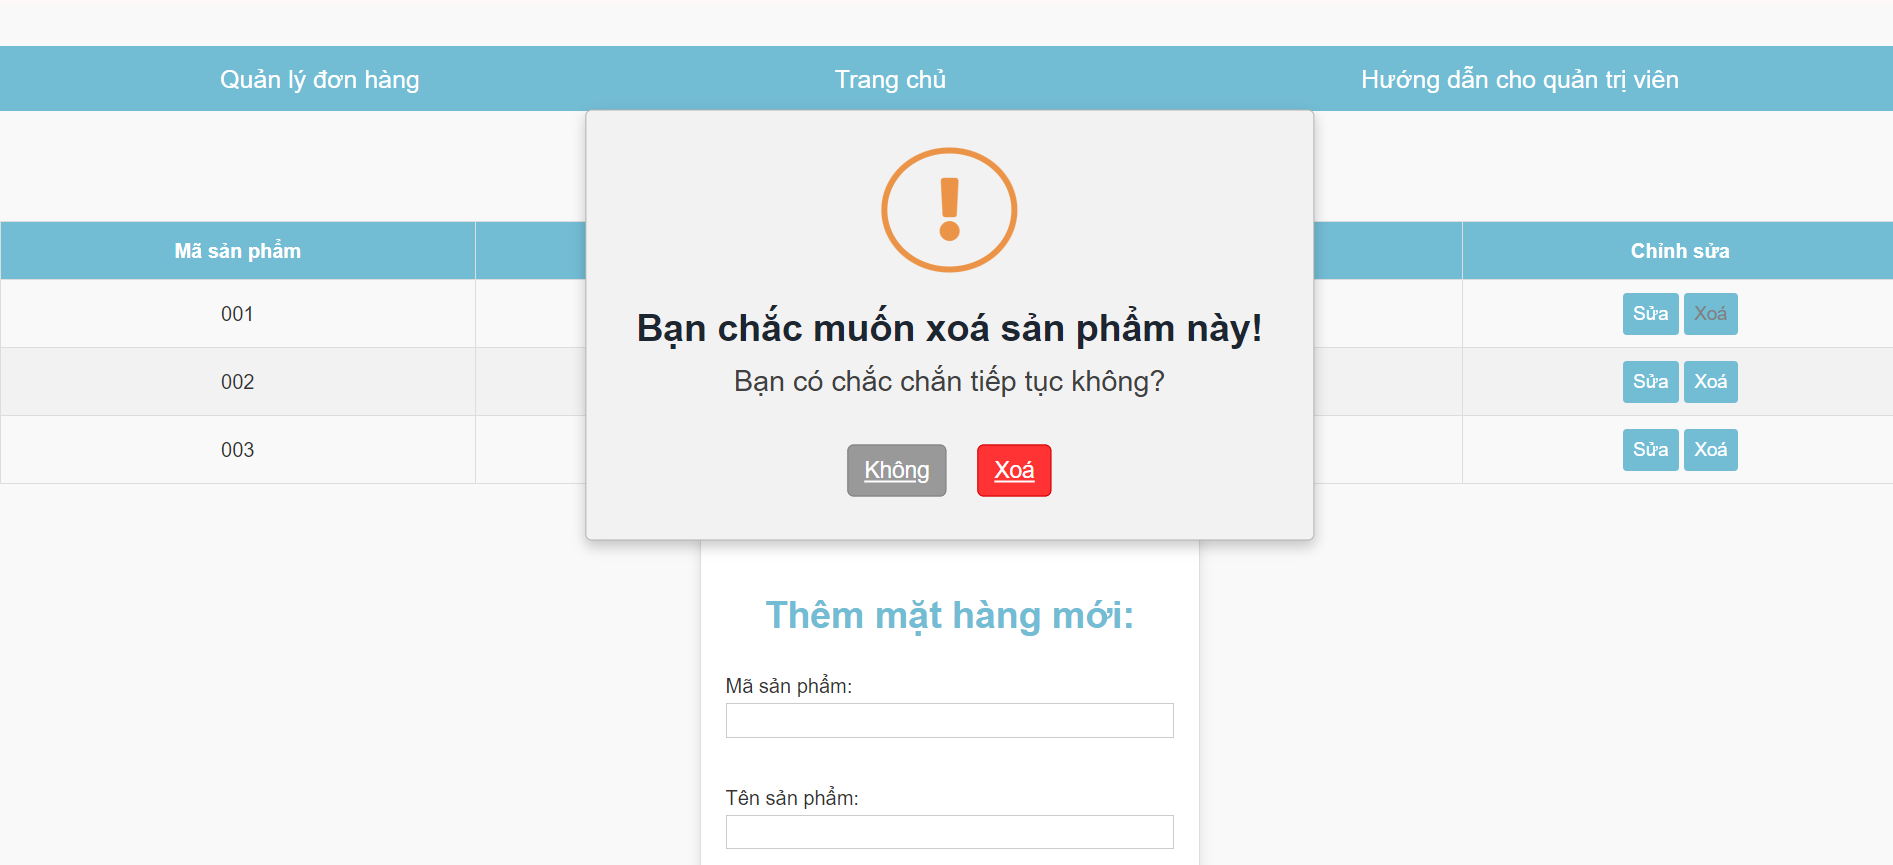 Quản lý đơn hàng Trang chủ Hướng dẫn cho quản trị viên
Mã sản phẩm Chỉnh sửa
001 Sửa Xoá
002 Sửa Xoá
003 Sửa Xoá
Bạn chắc muốn xoá sản phẩm này!
Bạn có chắc chắn tiếp tục không?
Không Xoá
Thêm mặt hàng mới:
Mã sản phẩm:
Tên sản phẩm: